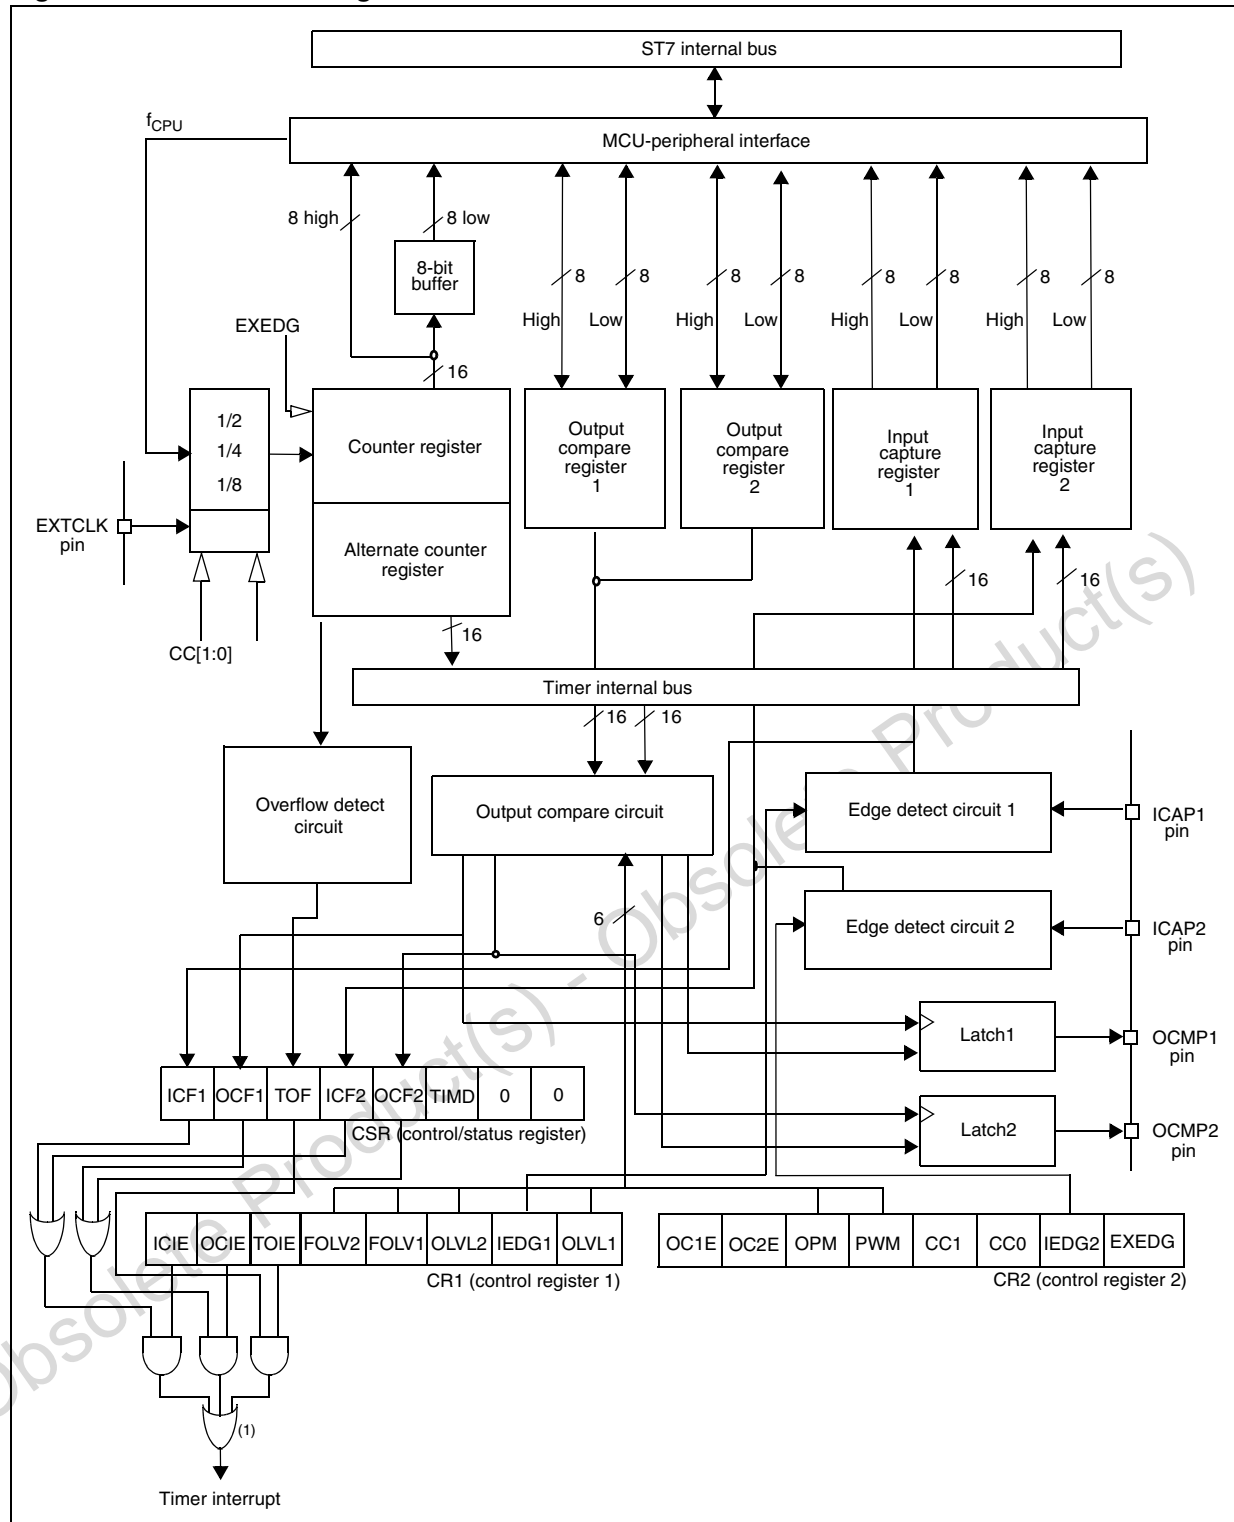 ST7 internal bus
fCPU
MCU-peripheral interface
8 high
8 low
8-bit
buffer
8 8 8 8 8 8 8 8
EXEDG
High Low High Low High Low High Low
16
1/2
1/4
1/8
Counter register
Output
compare
register
1
Output
compare
register
2
Input
capture
register
1
Input
capture
register
2
EXTCLK
pin
Alternate counter
register
16
16
CC[1:0]
16
Timer internal bus
16
16
Overflow detect
circuit
Output compare circuit
Edge detect circuit 1
ICAP1
pin
6
Edge detect circuit 2
ICAP2
pin
Latch1
OCMP1
pin
ICF1 OCF1 TOF ICF2 OCF2 TIMD 0 0
CSR (control/status register)
Latch2
OCMP2
pin
ICIE OCIE TOIE FOLV2 FOLV1 OLVL2 IEDG1 OLVL1
CR1 (control register 1)
OC1E OC2E OPM PWM CC1 CC0 IEDG2 EXEDG
CR2 (control register 2)
(1)
Timer interrupt
Obsolete Product(s) - Obsolete Product(s)